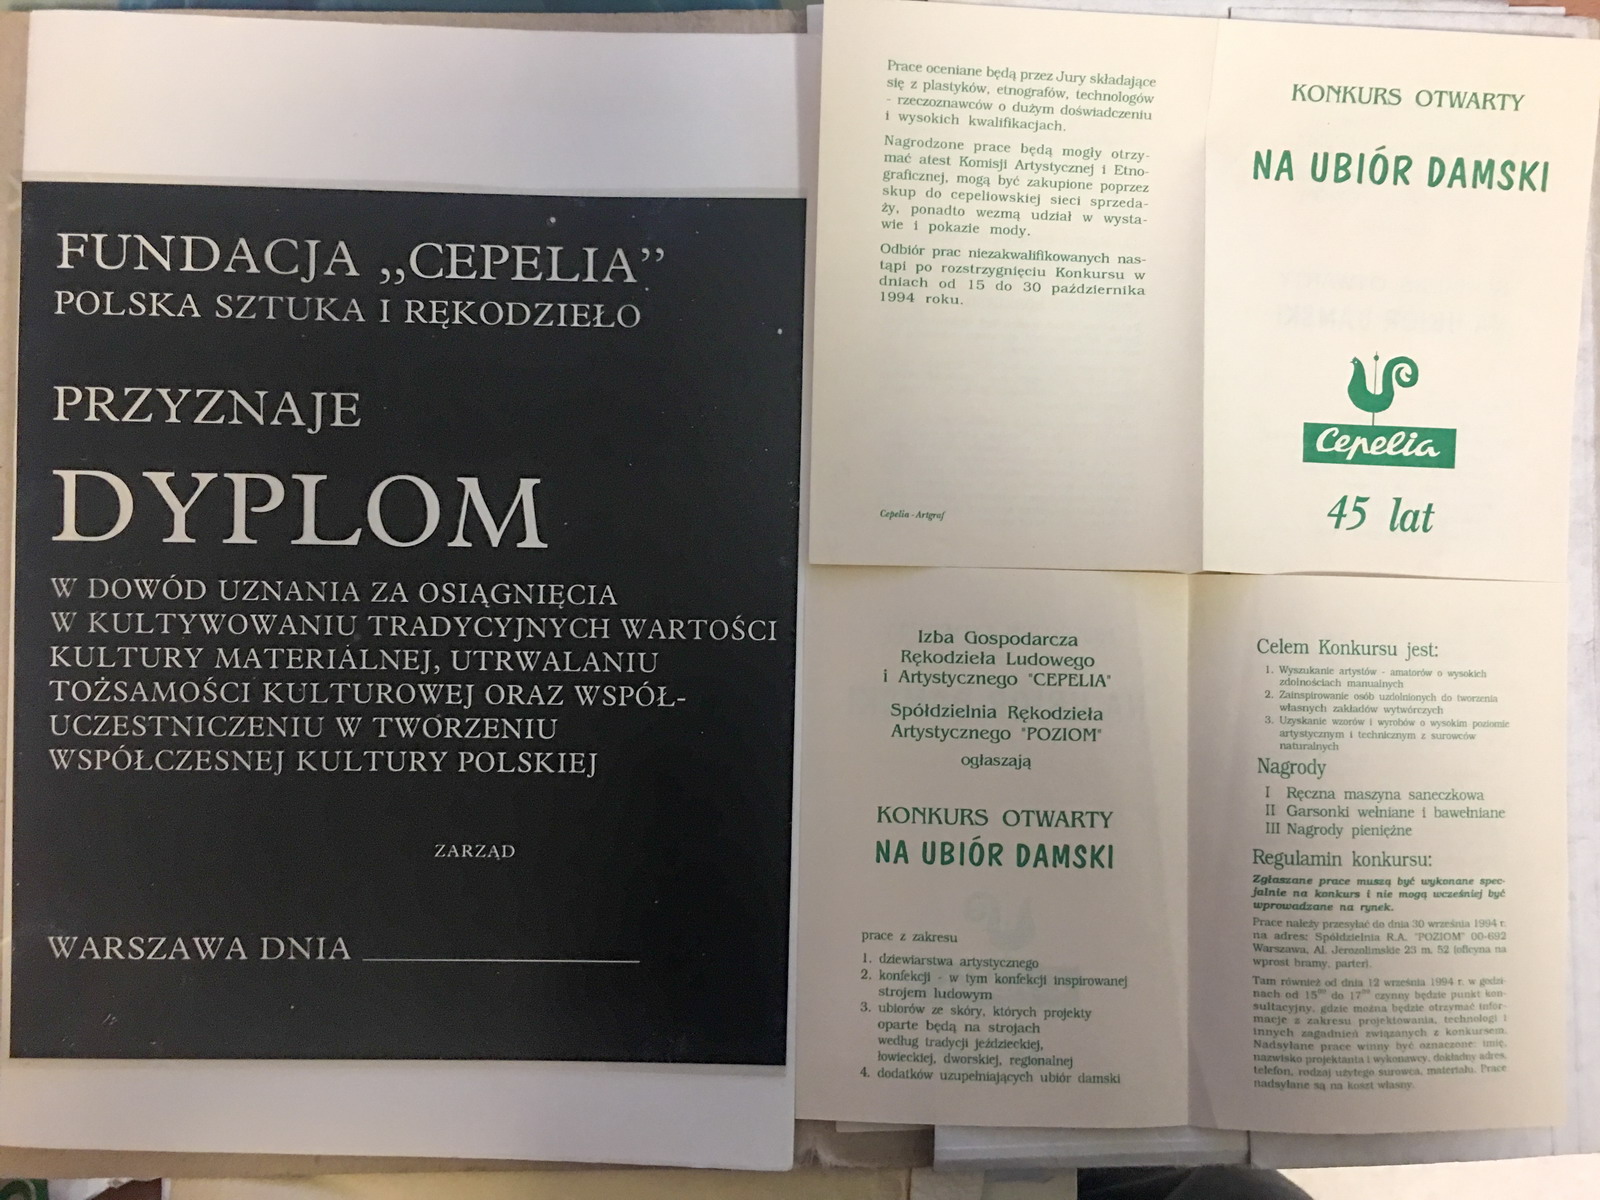 FUNDACJA „CEPELIA”
POLSKA SZTUKA I RĘKODZIEŁO
PRZYZNAJE
DYPLOM
W DOWÓD UZNANIA ZA OSIĄGNIĘCIA
W KULTYWOWANIU TRADYCYJNYCH WARTOŚCI
KULTURY MATERIALNEJ, UTRWALANIU
TOŻSAMOŚCI KULTUROWEJ ORAZ WSPÓŁ-
UCZESTNICZENIU W TWORZENIU
WSPÓŁCZESNEJ KULTURY POLSKIEJ
ZARZĄD
WARSZAWA DNIA
Prace oceniane będą przez Jury składające
się z plastyków, etnografów, technologów
- rzeczoznawców o dużym doświadczeniu
i wysokich kwalifikacjach.
Nagrodzone prace będą mogły otrzy-
mać atest Komisji Artystycznej i Etno-
graficznej, mogą być zakupione poprzez
skup do cepeliowskiej sieci sprzeda-
ży, ponadto wezmą udział w wysta-
wie i pokazie mody.
Odbiór prac niezakwalifikowanych nas-
tąpi po rozstrzygnięciu Konkursu w
dniach od 15 do 30 października
1994 roku.
Cepelia - Artgraf
KONKURS OTWARTY
NA UBIÓR DAMSKI
Cepelia
45 lat
Izba Gospodarcza
Rękodzieła Ludowego
i Artystycznego "CEPELIA"
Spółdzielnia Rękodzieła
Artystycznego "POZIOM"
ogłaszają
KONKURS OTWARTY
NA UBIÓR DAMSKI
prace z zakresu
1. dziewiarstwa artystycznego
2. konfekcji - w tym konfekcji inspirowanej
strojem ludowym
3. ubiorów ze skóry, których projekty
oparte będą na strojach
według tradycji jeździeckiej,
łowieckiej, dworskiej, regionalnej
4. dodatków uzupełniających ubiór damski
Celem Konkursu jest:
1. Wyszukanie artystów - amatorów o wysokich
zdolnościach manualnych
2. Zainspirowanie osób uzdolnionych do tworzenia
własnych zakładów wytwórczych
3. Uzyskanie wzorów i wyrobów o wysokim poziomie
artystycznym i technicznym z surowców
naturalnych
Nagrody
I Ręczna maszyna saneczkowa
II Garsonki wełniane i bawełniane
III Nagrody pieniężne
Regulamin konkursu:
Zgłaszane prace muszą być wykonane spec-
jalnie na konkurs i nie mogą wcześniej być
wprowadzane na rynek.
Prace należy przesyłać do dnia 30 września 1994 r.
na adres: Spółdzielnia R.A. "POZIOM" 00-692
Warszawa, Al. Jerozolimskie 23 m. 52 (oficyna na
wprost bramy, parter).
Tam również od dnia 12 września 1994 r. w godzi-
nach od 15⁰⁰ do 17⁰⁰ czynny będzie punkt kon-
sultacyjny, gdzie można będzie otrzymać infor-
macje z zakresu projektowania, technologi i
innych zagadnień związanych z konkursem.
Nadsyłane prace winny być oznaczone: imię,
nazwisko projektanta i wykonawcy, dokładny adres,
telefon, rodzaj użytego surowca, materiału. Prace
nadsyłane są na koszt własny.